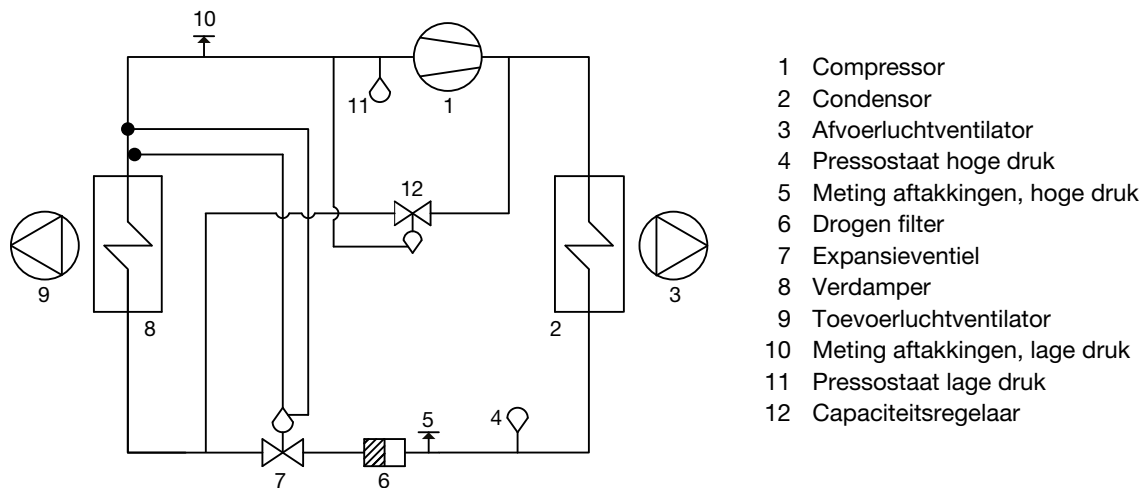 10
11
1
12
9
8
2
3
7
6
5
4
1 Compressor
2 Condensor
3 Afvoerluchtventilator
4 Pressostaat hoge druk
5 Meting aftakkingen, hoge druk
6 Drogen filter
7 Expansieventiel
8 Verdamper
9 Toevoerluchtventilator
10 Meting aftakkingen, lage druk
11 Pressostaat lage druk
12 Capaciteitsregelaar